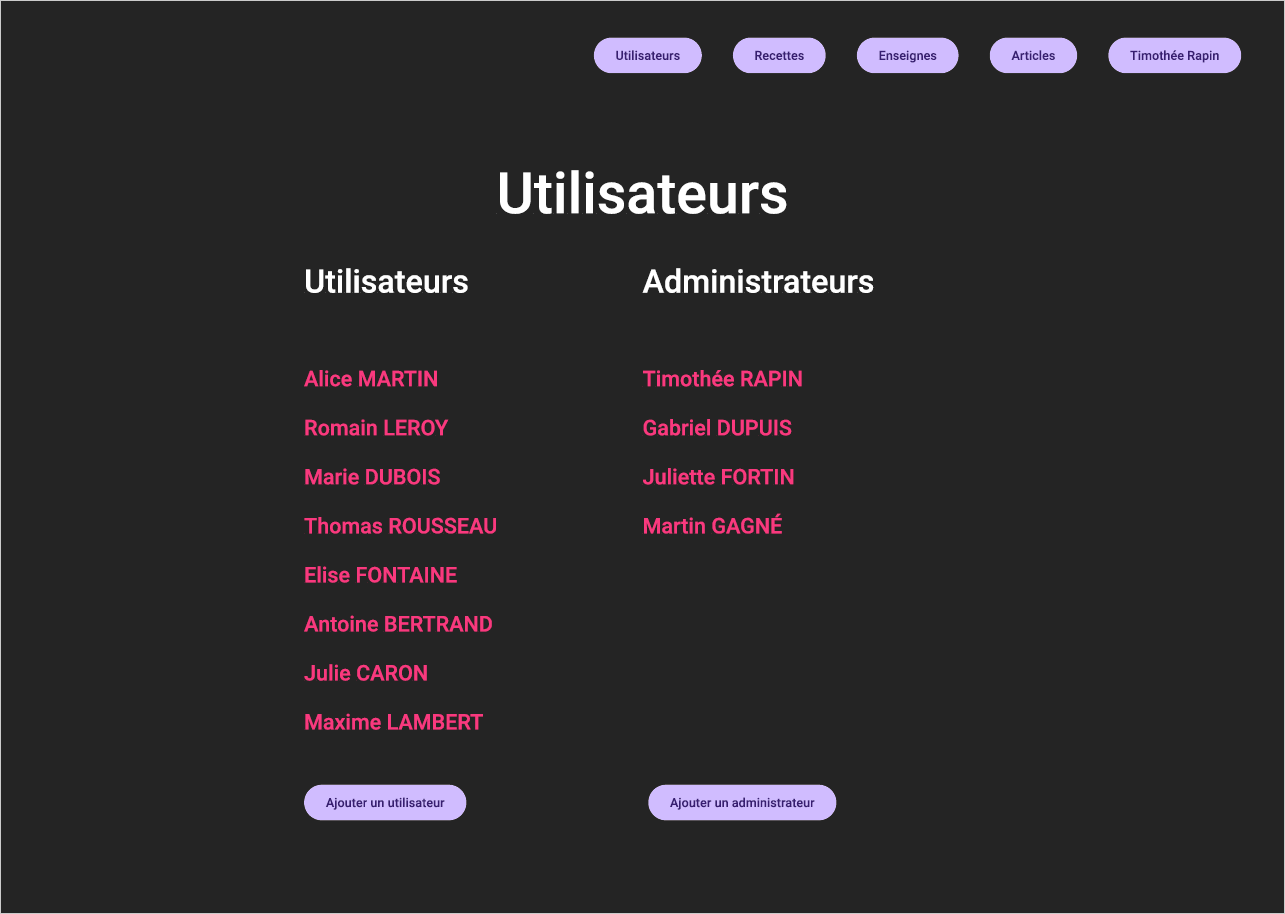 Utilisateurs
Recettes
Enseignes
Articles
Timothée Rapin
Utilisateurs
Utilisateurs
Alice MARTIN
Romain LEROY
Marie DUBOIS
Thomas ROUSSEAU
Elise FONTAINE
Antoine BERTRAND
Julie CARON
Maxime LAMBERT
Ajouter un utilisateur
Administrateurs
Timothée RAPIN
Gabriel DUPUIS
Juliette FORTIN
Martin GAGNÉ
Ajouter un administrateur